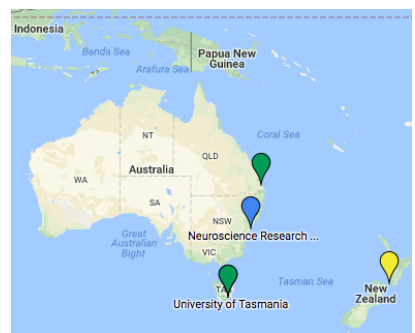 Indonesia
Banda Sea
Papua New
Guinea
Arafura Sea
Coral Sea
NT
QLD
Australia
WA
SA
NSW
Great
Australian
Bight
Neuroscience Research ...
VIC
Tasman Sea
New
Zealand
University of Tasmania